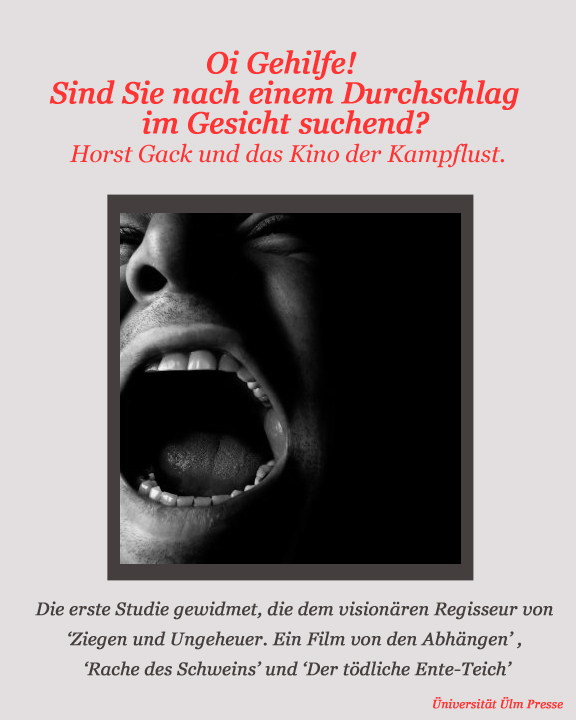 Oi Gehilfe!
Sind Sie nach einem Durchschlag
im Gesicht suchend?
Horst Gack und das Kino der Kampflust.
Die erste Studie gewidmet, die dem visionären Regisseur von
‘Ziegen und Ungeheuer. Ein Film von den Abhängen’ ,
‘Rache des Schweins’ und ‘Der tödliche Ente-Teich’
Üniversität Ülm Presse